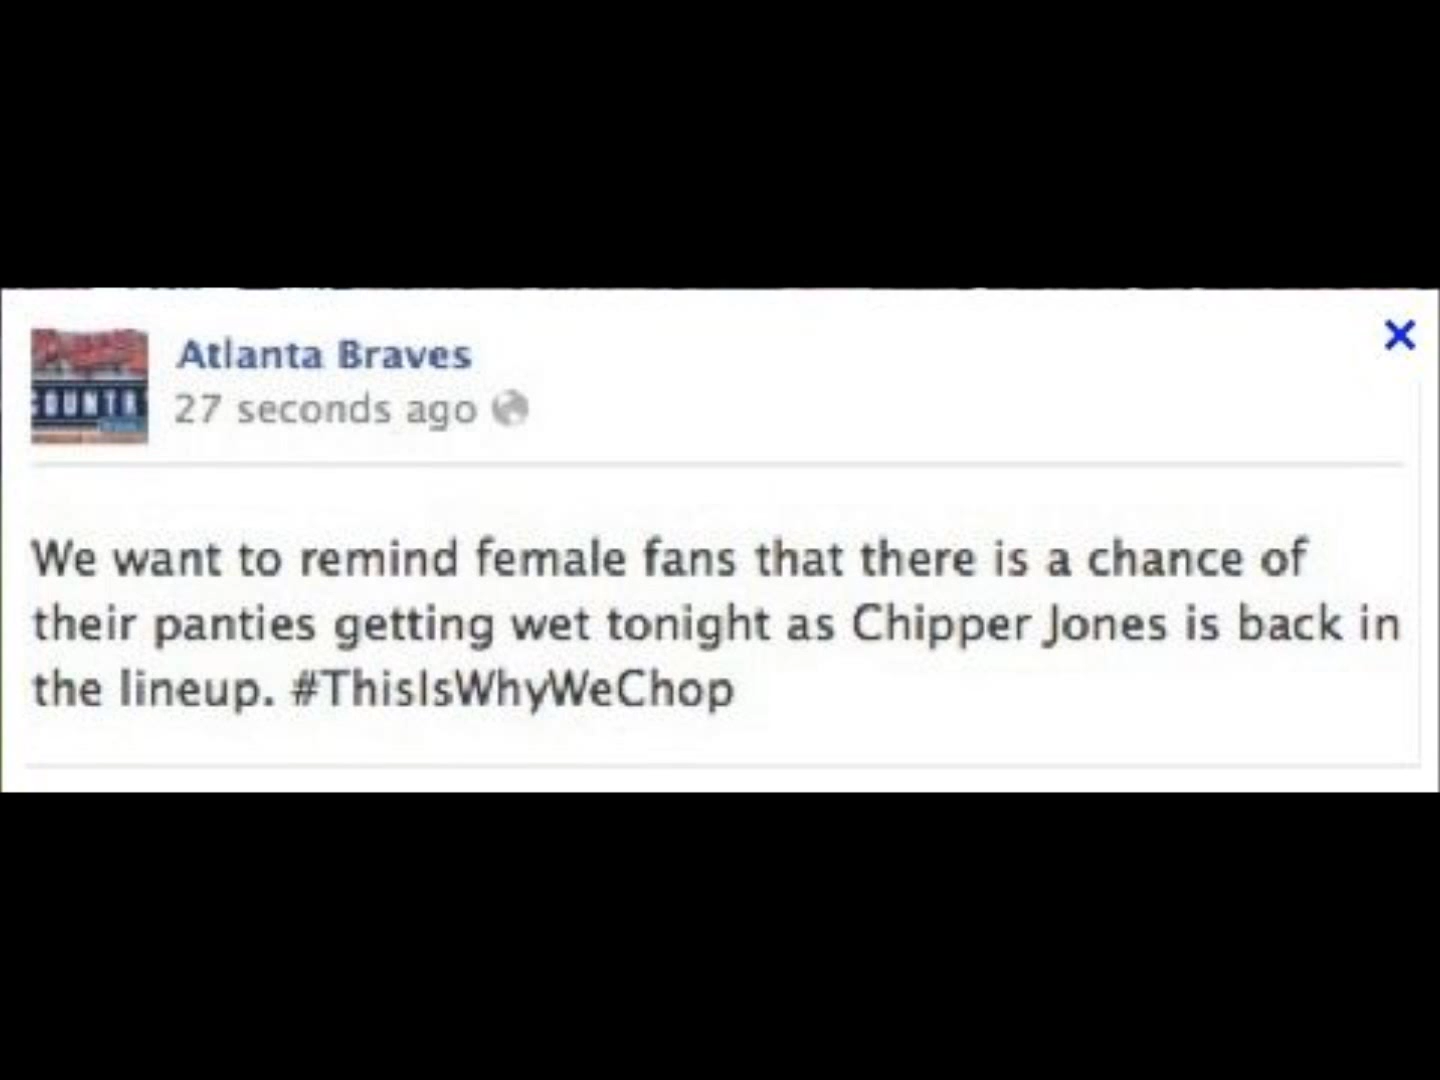 COUNTR
Atlanta Braves
27 seconds ago
We want to remind female fans that there is a chance of
their panties getting wet tonight as Chipper Jones is back in
the lineup. #ThisIsWhyWeChop